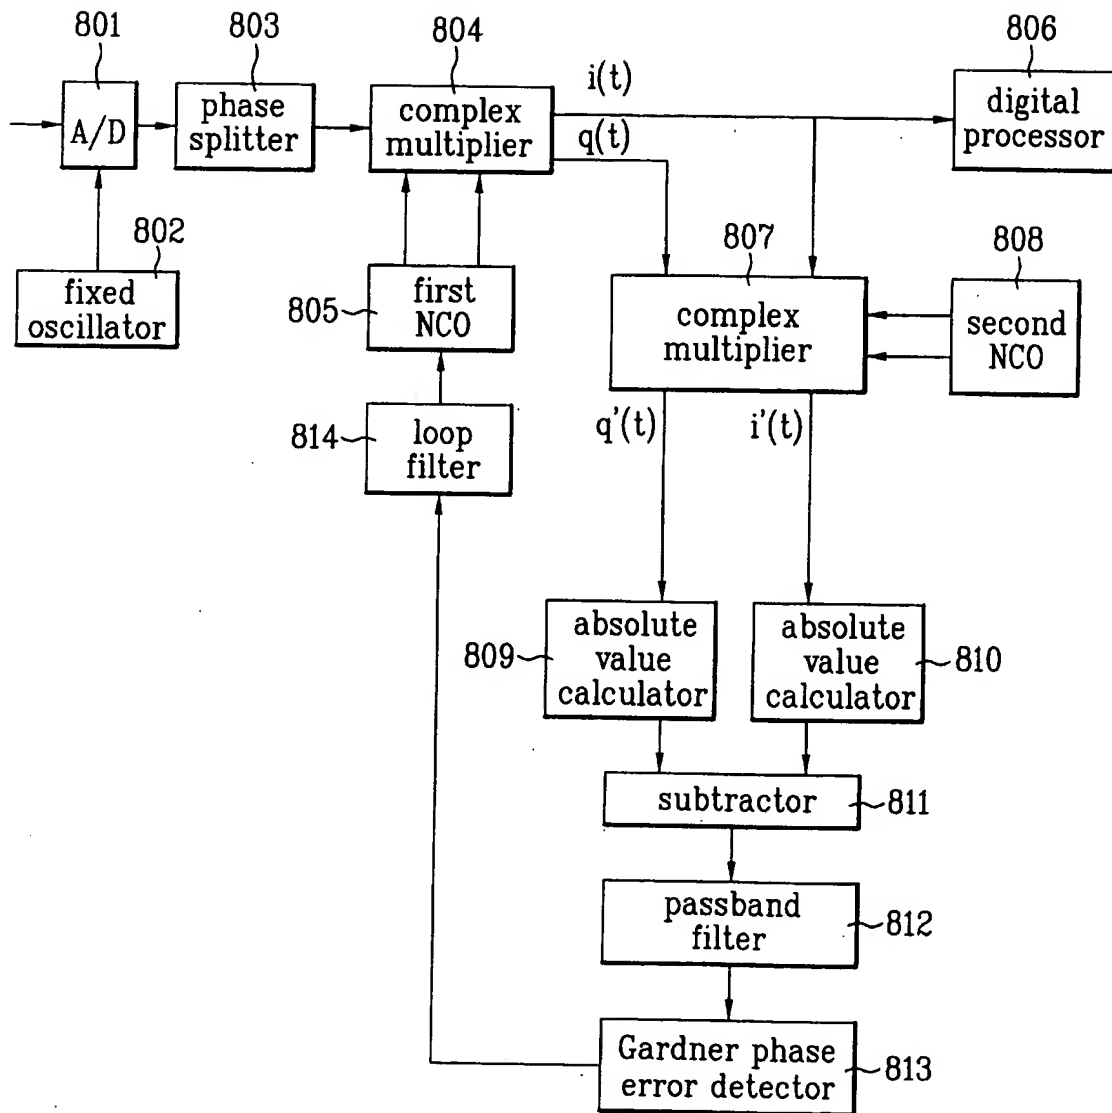 801
803
804
806
A/D
phase
splitter
complex
multiplier
i(t)
q(t)
digital
processor
802
fixed
oscillator
805
first
NCO
807
complex
multiplier
808
second
NCO
814
loop
filter
q'(t)
i'(t)
809
absolute
value
calculator
absolute
value
calculator
810
subtractor
811
passband
filter
812
Gardner phase
error detector
813